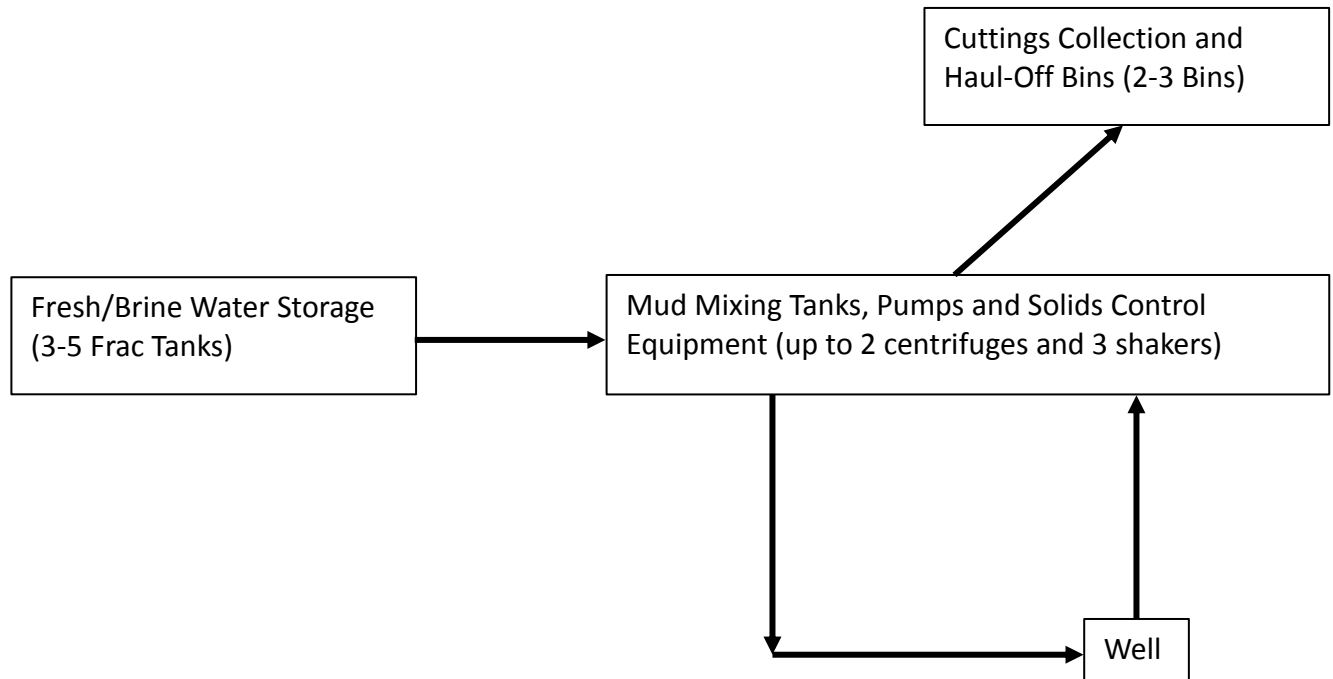 Cuttings Collection and
Haul-Off Bins (2-3 Bins)
Fresh/Brine Water Storage
(3-5 Frac Tanks)
Mud Mixing Tanks, Pumps and Solids Control
Equipment (up to 2 centrifuges and 3 shakers)
Well